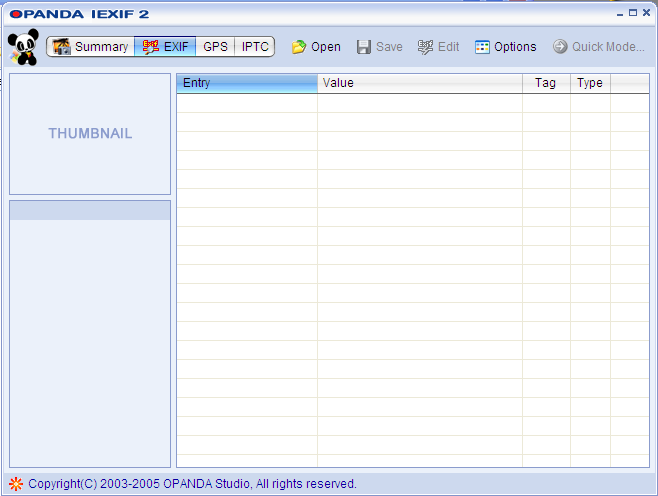 OPANDA IEXIF 2
Summary EXIF GPS IPTC Open Save Edit Options Quick Mode...
Entry Value Tag Type
THUMBNAIL
Copyright(C) 2003-2005 OPANDA Studio, All rights reserved.